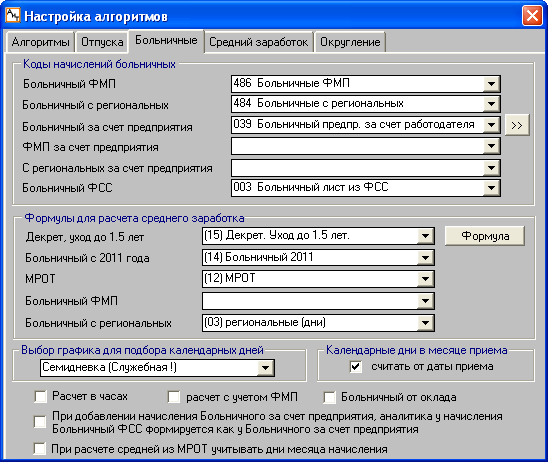 Настройка алгоритмов
Алгоритмы Отпуска Больничные Средний заработок Округление
Коды начислений больничных
Больничный ФМП 486 Больничные ФМП
Больничный с региональных 484 Больничные с региональных
Больничный за счет предприятия 039 Больничный предпр. за счет работодателя >>
ФМП за счет предприятия
С региональных за счет предприятия
Больничный ФСС 003 Больничный лист из ФСС
Формулы для расчета среднего заработка
Декрет, уход до 1.5 лет (15) Декрет. Уход до 1.5 лет. Формула
Больничный с 2011 года (14) Больничный 2011
МРОТ (12) МРОТ
Больничный ФМП
Больничный с региональных (03) региональные (дни)
Выбор графика для подбора календарных дней Календарные дни в месяце приема
Семидневка (Служебная !) считать от даты приема
Расчет в часах расчет с учетом ФМП Больничный от оклада
При добавлении начисления Больничного за счет предприятия, аналитика у начисления
Больничный ФСС формируется как у Больничного за счет предприятия
При расчете средней из МРОТ учитывать дни месяца начисления